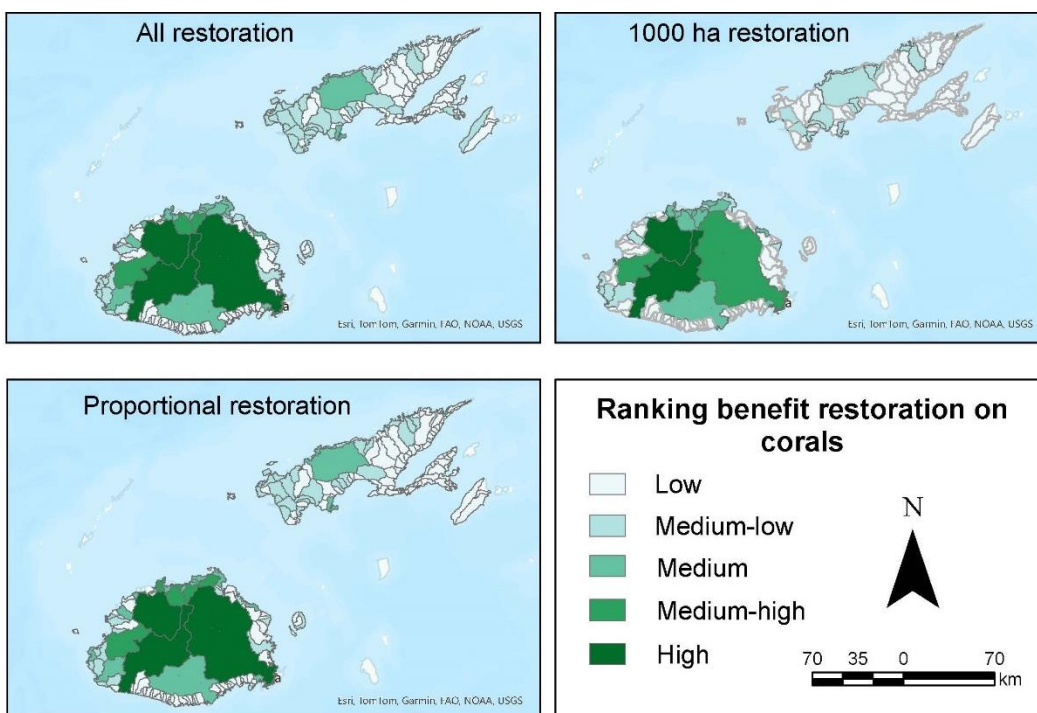 All restoration
Esri, TomTom, Garmin, FAO, NOAA, USGS
1000 ha restoration
a
Esri, TomTom, Garmin, FAO, NOAA, USGS
Proportional restoration
a
Esri, TomTom, Garmin, FAO, NOAA, USGS
Ranking benefit restoration on
corals
Low
Medium-low
Medium
Medium-high
High
N
70 35 0 70
km